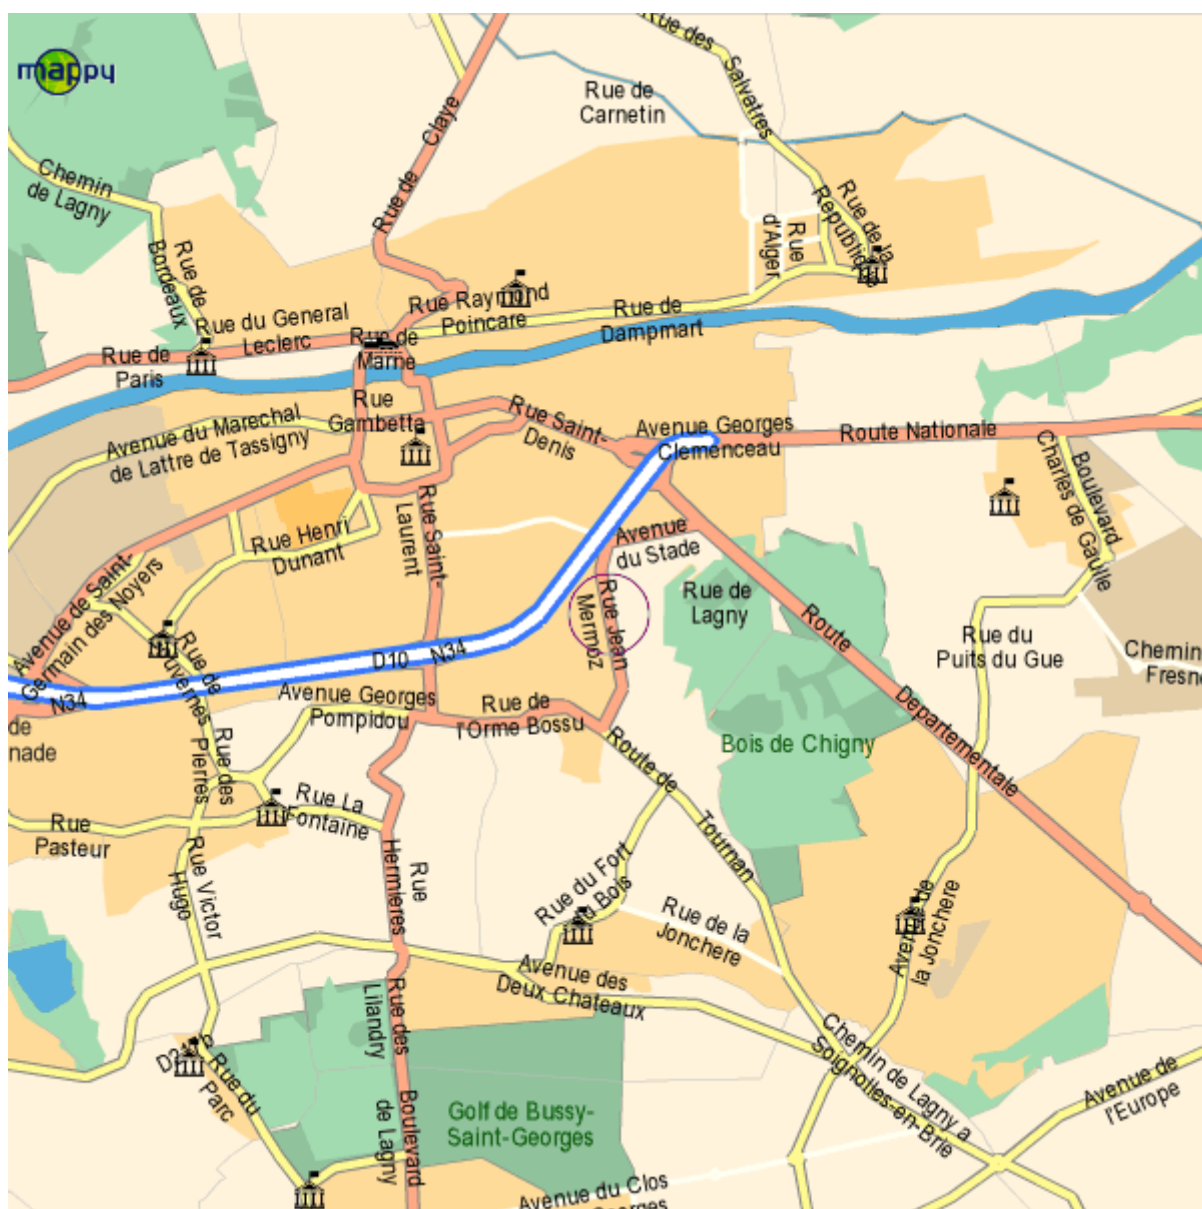 mappy
Rue des
Salvatres
Rue de
Carnetin
Rue de
Claye
Chemin
de Lagny
Rue de
Bordeaux
Rue de la
Republique
Rue
d'Alger
Rue du General
Leclerc
Rue Raymond
Poincare
Rue de
Dampmart
Rue de
Paris
Rue de
Marne
Rue
Gambetta
Rue Saint-
Denis
Avenue Georges
Clemenceau
Route Nationale
Avenue du Marechal
de Lattre de Tassigny
Boulevard
Charles de Gaulle
Rue Henri
Dunant
Rue Saint-
Laurent
Avenue
du Stade
Avenue de Saint-
Germain des Noyers
Rue Jean
Mermoz
Rue de
Lagny
Route
Departementale
Rue du
Puits du Gue
Chemin
Fresn
D10
N34
N34
Rue de
Avenue Georges
Pompidou
Rue de
l'Orme Bossu
de
nade
Rue des
Pierres
Route de
Tournan
Bois de Chigny
Rue La
Fontaine
Rue
Pasteur
Rue Victor
Hugo
Rue
Hermieres
Rue du Fort
du Bois
Rue de la
Jonchere
Avenue de
la Jonchere
Avenue des
Deux Chateaux
Rue des
Lilandry
Rue du
Parc
Chemin de Lagny a
Soignolles-en-Brie
Avenue de
l'Europe
Boulevard
de Lagny
Golf de Bussy-
Saint-Georges
Avenue du Clos